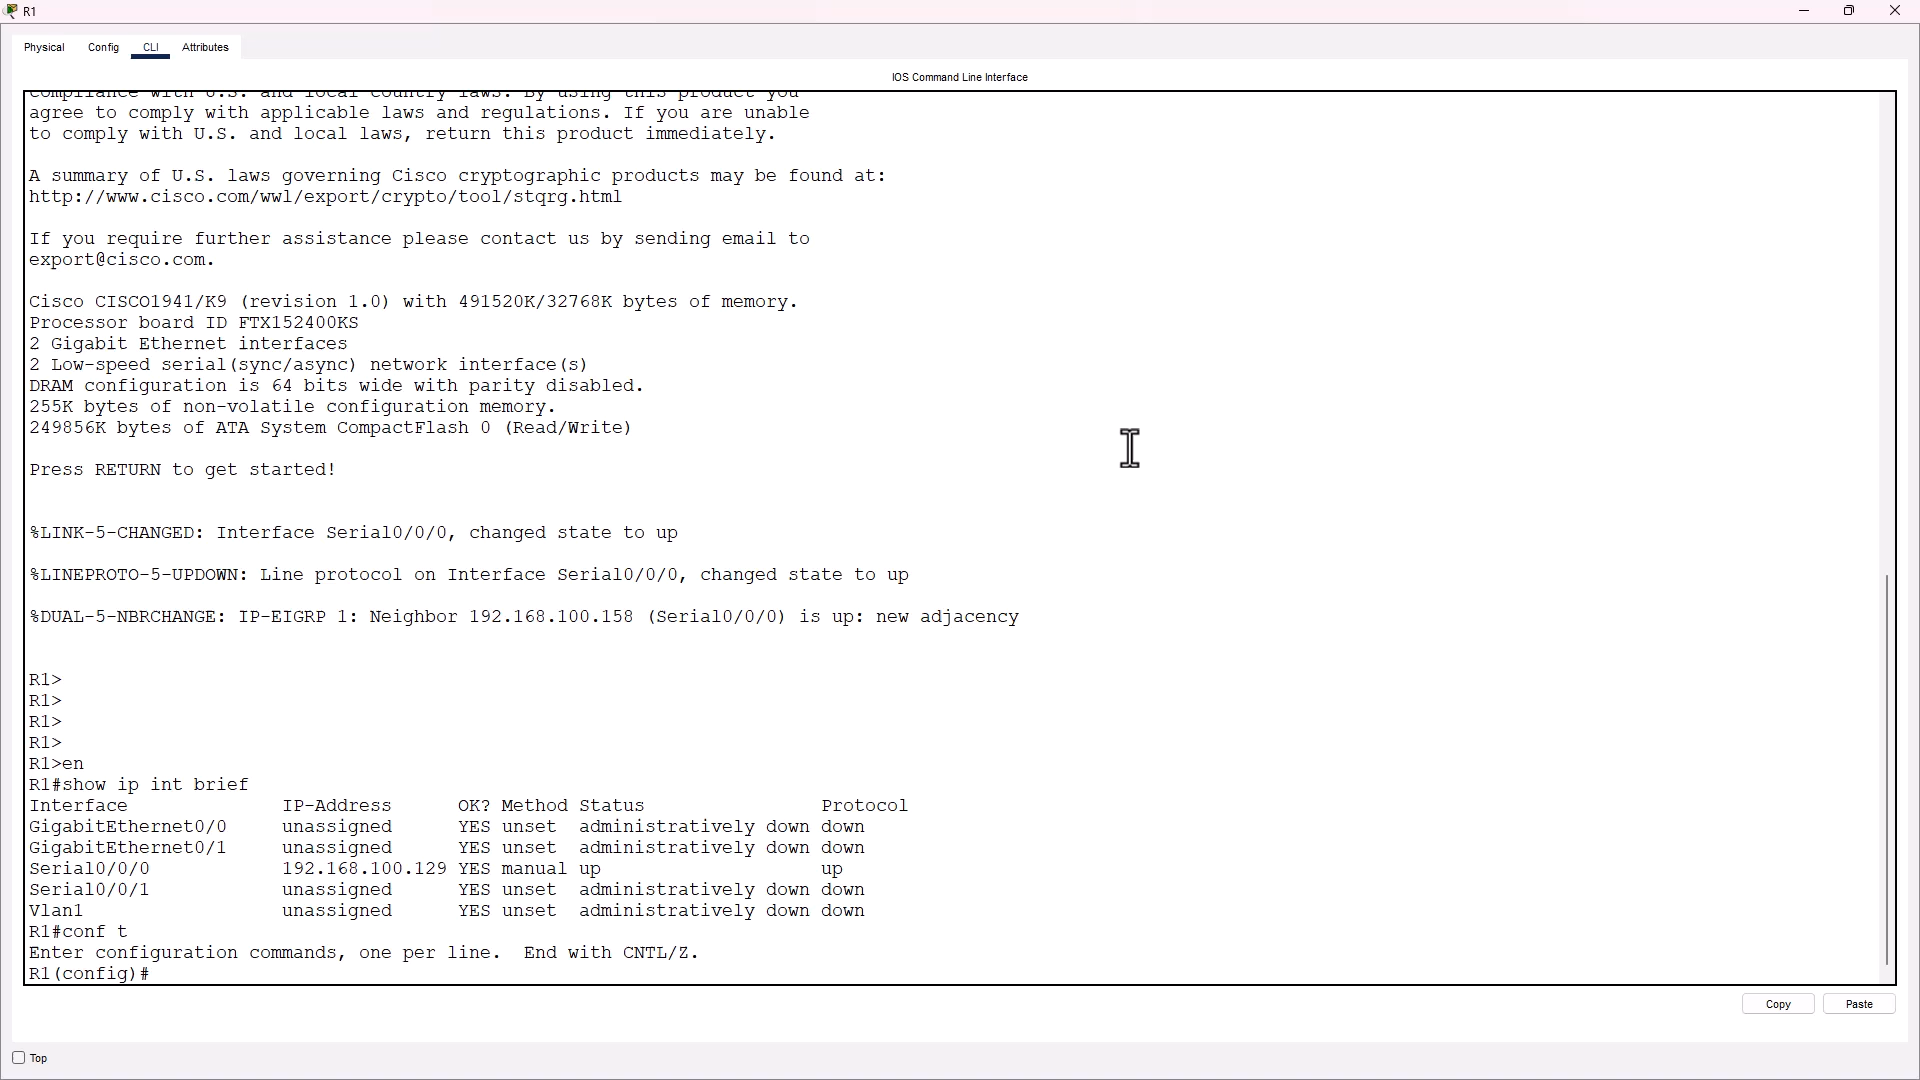 R1
Physical Config CLI Attributes
IOS Command Line Interface
compliance with U.S. and local country laws. By using this product you
agree to comply with applicable laws and regulations. If you are unable
to comply with U.S. and local laws, return this product immediately.
A summary of U.S. laws governing Cisco cryptographic products may be found at:
http://www.cisco.com/wwl/export/crypto/tool/stqrg.html
If you require further assistance please contact us by sending email to
export@cisco.com.
Cisco CISCO1941/K9 (revision 1.0) with 491520K/32768K bytes of memory.
Processor board ID FTX152400KS
2 Gigabit Ethernet interfaces
2 Low-speed serial(sync/async) network interface(s)
DRAM configuration is 64 bits wide with parity disabled.
255K bytes of non-volatile configuration memory.
249856K bytes of ATA System CompactFlash 0 (Read/Write)
Press RETURN to get started!
%LINK-5-CHANGED: Interface Serial0/0/0, changed state to up
%LINEPROTO-5-UPDOWN: Line protocol on Interface Serial0/0/0, changed state to up
%DUAL-5-NBRCHANGE: IP-EIGRP 1: Neighbor 192.168.100.158 (Serial0/0/0) is up: new adjacency
R1>
R1>
R1>
R1>
R1>en
R1#show ip int brief
Interface IP-Address OK? Method Status Protocol
GigabitEthernet0/0 unassigned YES unset administratively down down
GigabitEthernet0/1 unassigned YES unset administratively down down
Serial0/0/0 192.168.100.129 YES manual up up
Serial0/0/1 unassigned YES unset administratively down down
Vlan1 unassigned YES unset administratively down down
R1#conf t
Enter configuration commands, one per line. End with CNTL/Z.
R1(config)#
Copy Paste
Top